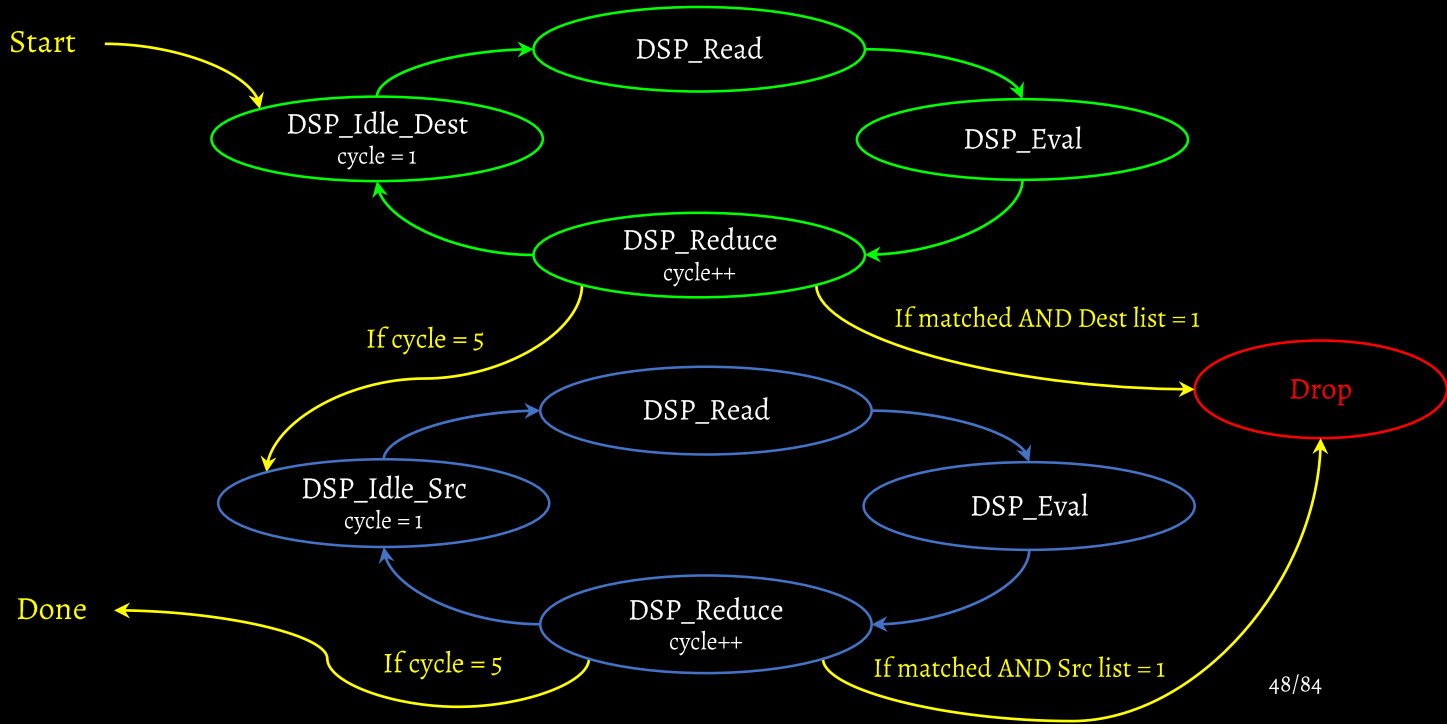 Start
DSP_Read
DSP_Idle_Dest
cycle = 1
DSP_Eval
DSP_Reduce
cycle++
If cycle = 5
If matched AND Dest list = 1
Drop
DSP_Read
DSP_Idle_Src
cycle = 1
DSP_Eval
DSP_Reduce
cycle++
Done
If cycle = 5
If matched AND Src list = 1
48/84